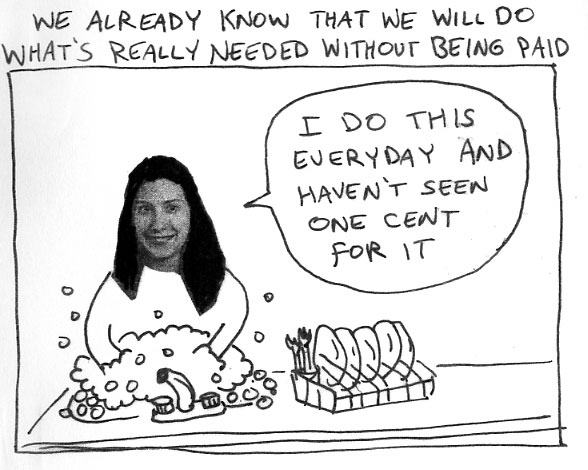 WE ALREADY KNOW THAT WE WILL DO
WHAT'S REALLY NEEDED WITHOUT BEING PAID
I DO THIS
EVERYDAY AND
HAVEN'T SEEN
ONE CENT
FOR IT